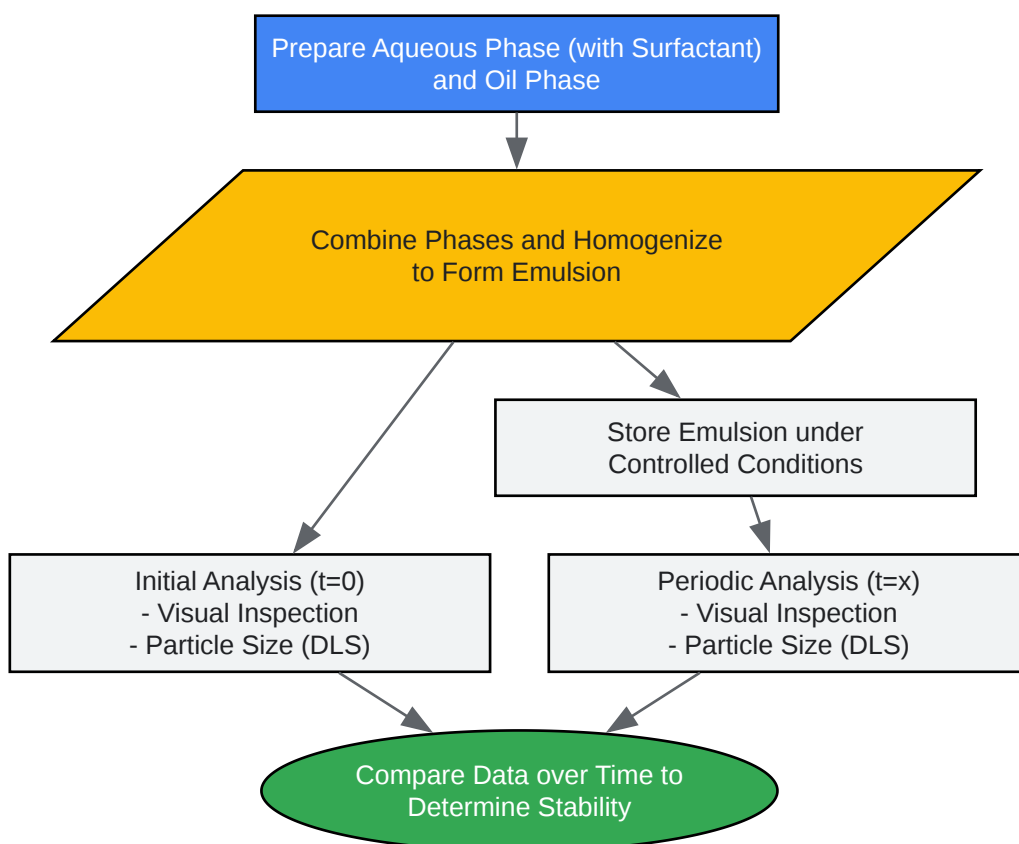 Prepare Aqueous Phase (with Surfactant)
and Oil Phase
Combine Phases and Homogenize
to Form Emulsion
Store Emulsion under
Controlled Conditions
Initial Analysis (t=0)
- Visual Inspection
- Particle Size (DLS)
Periodic Analysis (t=x)
- Visual Inspection
- Particle Size (DLS)
Compare Data over Time to
Determine Stability